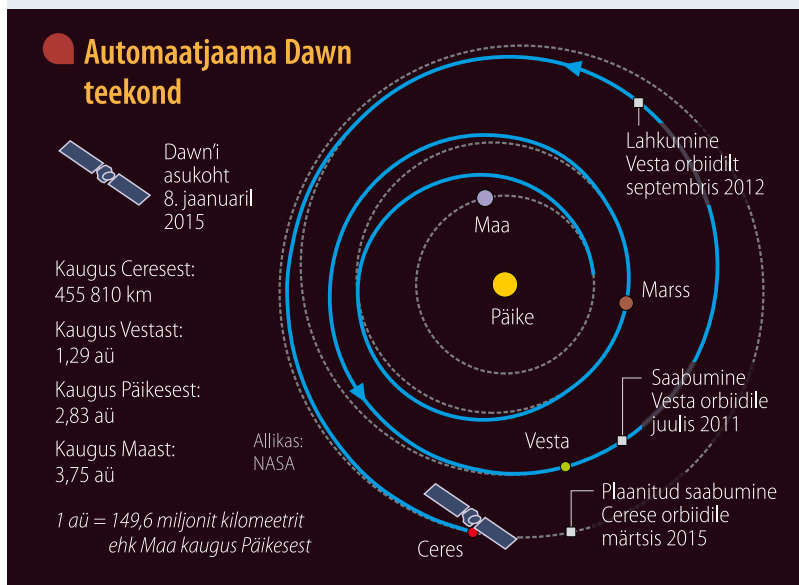 Automaatjaama Dawn
teekond
Dawn'i
asukoht
8. jaanuaril
2015
Kaugus Ceresest:
455 810 km
Kaugus Vestast:
1,29 aü
Kaugus Päikesest:
2,83 aü
Kaugus Maast:
3,75 aü
1 aü = 149,6 miljonit kilomeetrit
ehk Maa kaugus Päikesest
Allikas:
NASA
Lahkumine
Vesta orbiidilt
septembris 2012
Maa
Marss
Päike
Saabumine
Vesta orbiidile
juulis 2011
Vesta
Plaanitud saabumine
Cerese orbiidile
märtsis 2015
Ceres